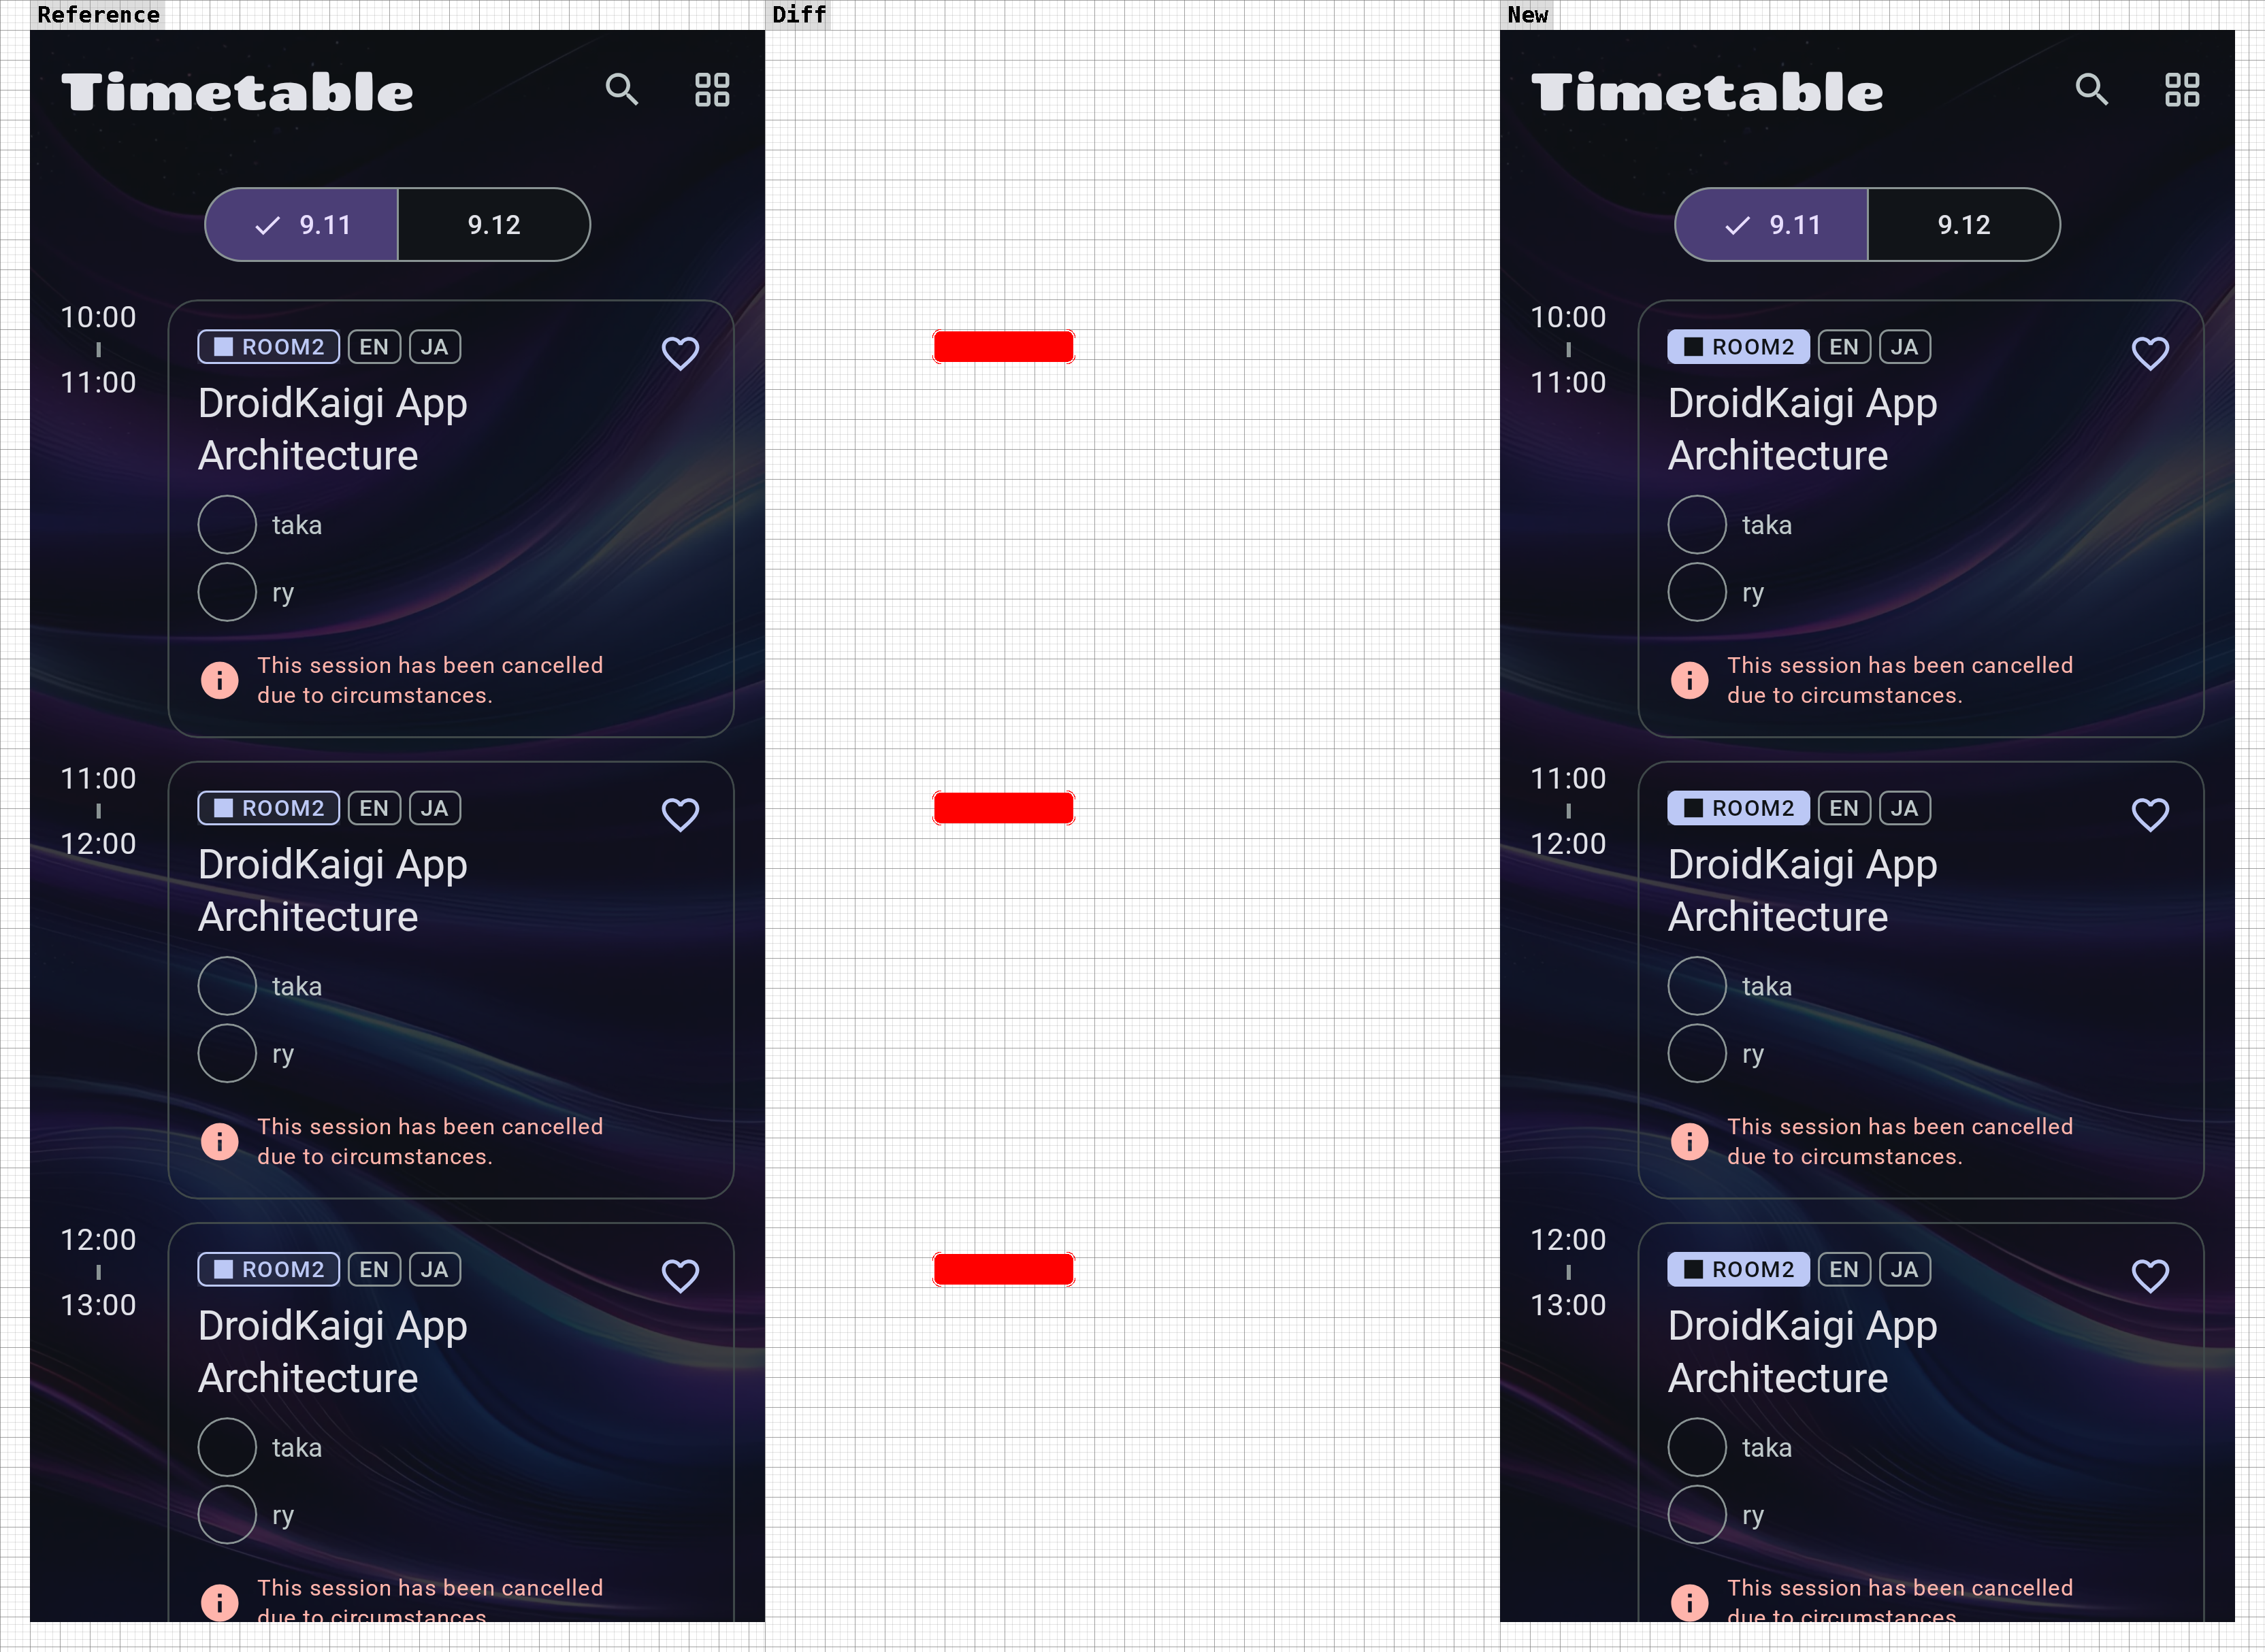 Reference
Diff
New
Timetable
9.11 9.12
10:00
11:00
ROOM2 EN JA
DroidKaigi App
Architecture
taka
ry
This session has been cancelled
due to circumstances.
11:00
12:00
ROOM2 EN JA
DroidKaigi App
Architecture
taka
ry
This session has been cancelled
due to circumstances.
12:00
13:00
ROOM2 EN JA
DroidKaigi App
Architecture
taka
ry
This session has been cancelled
due to circumstances.
Timetable
9.11 9.12
10:00
11:00
ROOM2 EN JA
DroidKaigi App
Architecture
taka
ry
This session has been cancelled
due to circumstances.
11:00
12:00
ROOM2 EN JA
DroidKaigi App
Architecture
taka
ry
This session has been cancelled
due to circumstances.
12:00
13:00
ROOM2 EN JA
DroidKaigi App
Architecture
taka
ry
This session has been cancelled
due to circumstances.